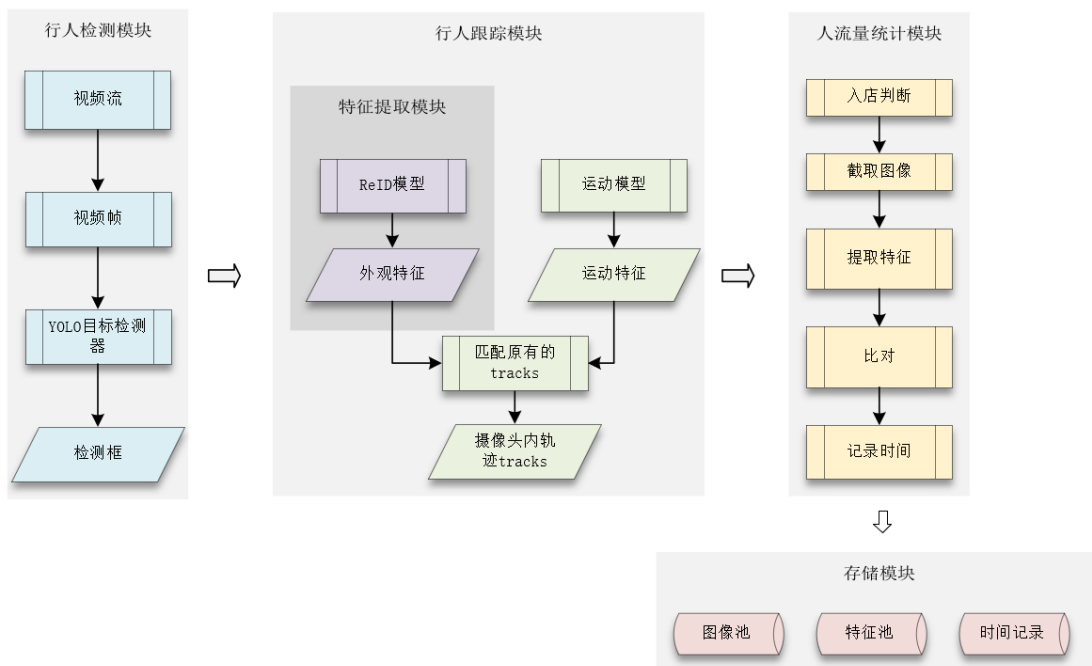 行人检测模块
视频流
视频帧
YOLO目标检测
器
检测框
行人跟踪模块
特征提取模块
ReID模型
外观特征
运动模型
运动特征
匹配原有的
tracks
摄像头内轨
迹tracks
人流量统计模块
入店判断
截取图像
提取特征
比对
记录时间
存储模块
图像池
特征池
时间记录